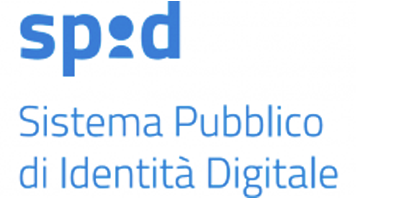 spid
Sistema Pubblico
di Identità Digitale